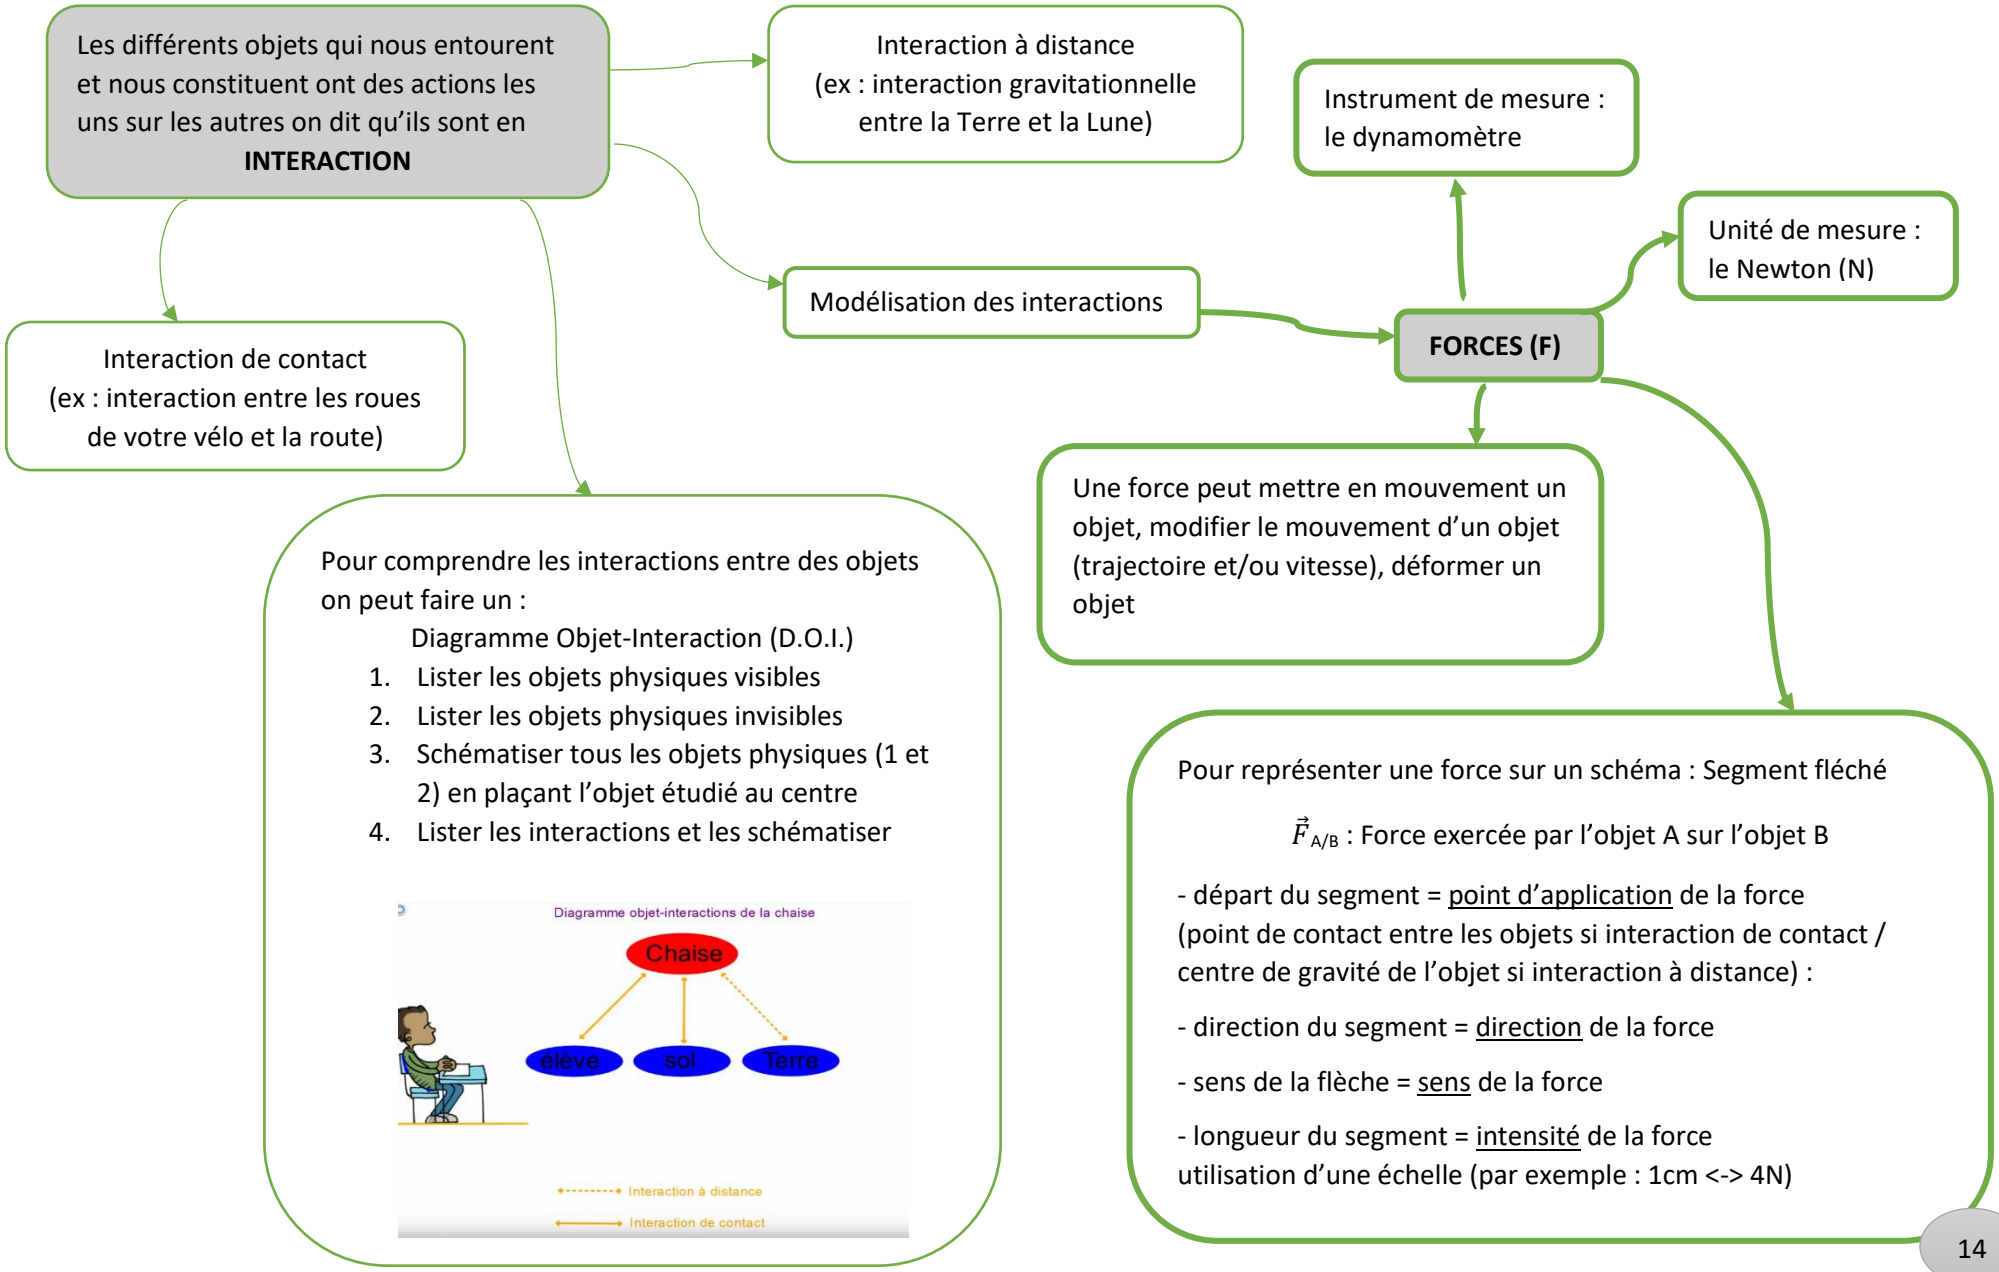 Les différents objets qui nous entourent
et nous constituent ont des actions les
uns sur les autres on dit qu’ils sont en
INTERACTION
Interaction à distance
(ex : interaction gravitationnelle
entre la Terre et la Lune)
Instrument de mesure :
le dynamomètre
Unité de mesure :
le Newton (N)
Modélisation des interactions
FORCES (F)
Interaction de contact
(ex : interaction entre les roues
de votre vélo et la route)
Une force peut mettre en mouvement un
objet, modifier le mouvement d’un objet
(trajectoire et/ou vitesse), déformer un
objet
Pour comprendre les interactions entre des objets
on peut faire un :
Diagramme Objet-Interaction (D.O.I.)
1. Lister les objets physiques visibles
2. Lister les objets physiques invisibles
3. Schématiser tous les objets physiques (1 et
2) en plaçant l’objet étudié au centre
4. Lister les interactions et les schématiser
Diagramme objet-interactions de la chaise
Chaise
élève
sol
Terre
Interaction à distance
Interaction de contact
Pour représenter une force sur un schéma : Segment fléché
F⃗ A/B : Force exercée par l’objet A sur l’objet B
- départ du segment = point d’application de la force
(point de contact entre les objets si interaction de contact /
centre de gravité de l’objet si interaction à distance) :
- direction du segment = direction de la force
- sens de la flèche = sens de la force
- longueur du segment = intensité de la force
utilisation d’une échelle (par exemple : 1cm <-> 4N)
14